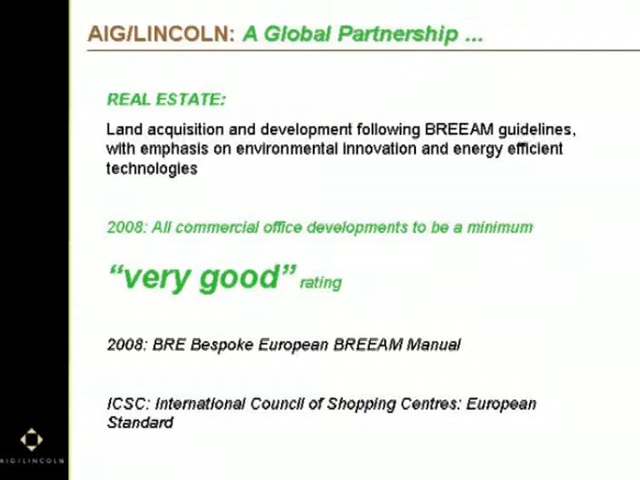 AIG/LINCOLN: A Global Partnership ...
REAL ESTATE:
Land acquisition and development following BREEAM guidelines,
with emphasis on environmental innovation and energy efficient
technologies
2008: All commercial office developments to be a minimum
“very good” rating
2008: BRE Bespoke European BREEAM Manual
ICSC: International Council of Shopping Centres: European
Standard
AIG/LINCOLN